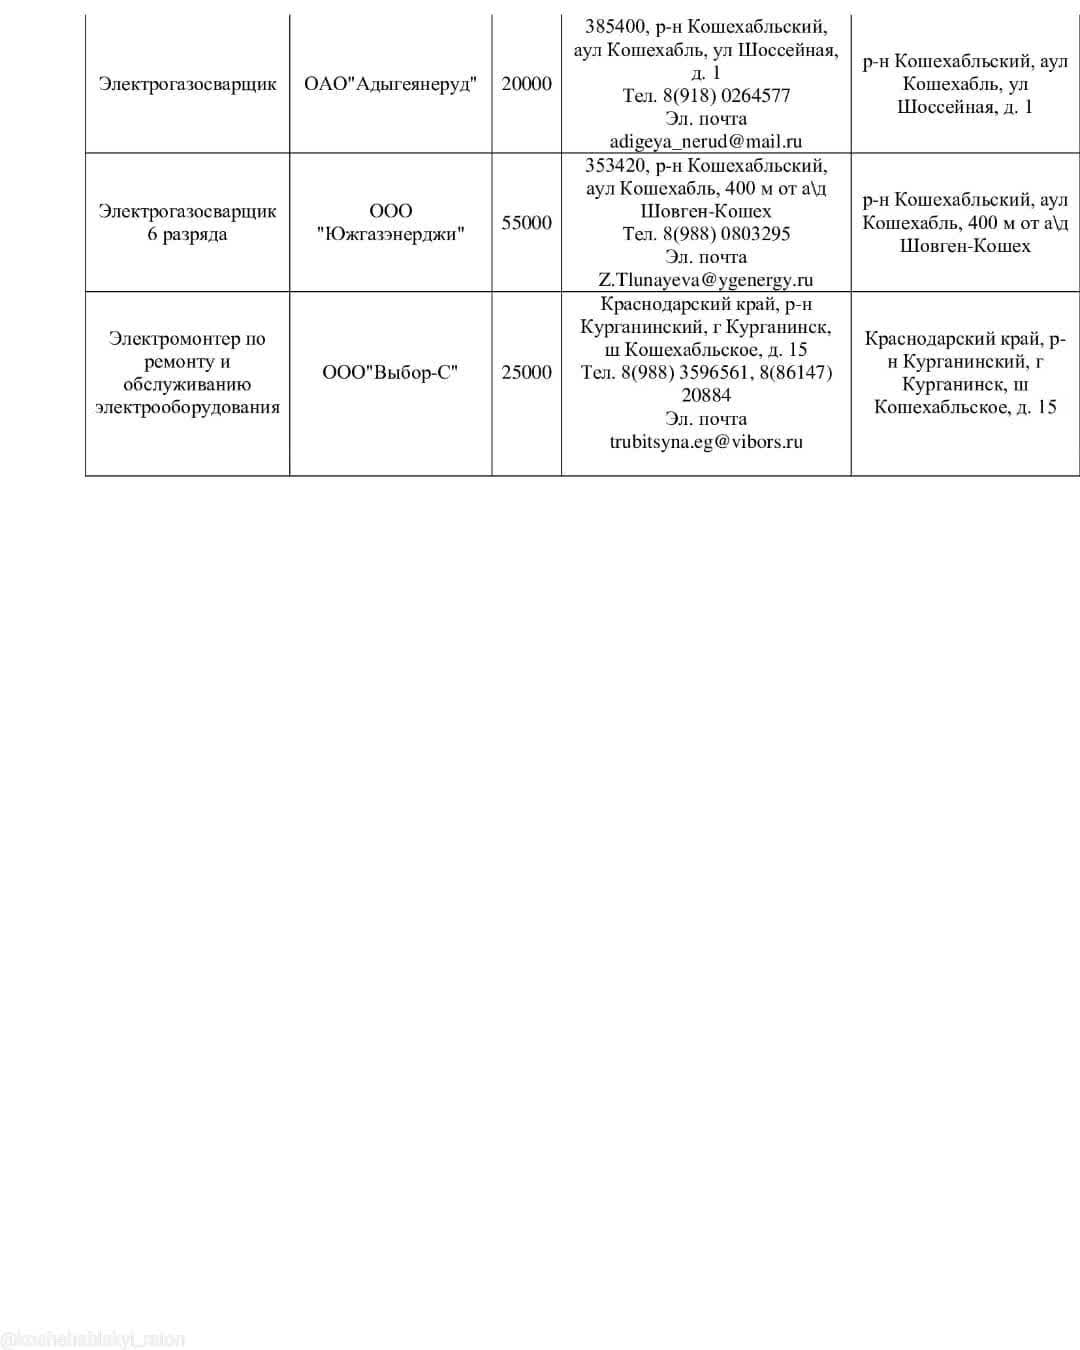 Электрогазосварщик
ОАО"Адыгеянеруд"
20000
385400, р-н Кошехабльский,
аул Кошехабль, ул Шоссейная,
д. 1
Тел. 8(918) 0264577
Эл. почта
adigeya_nerud@mail.ru
р-н Кошехабльский, аул
Кошехабль, ул
Шоссейная, д. 1
Электрогазосварщик
6 разряда
ООО
"Южгазэнерджи"
55000
353420, р-н Кошехабльский,
аул Кошехабль, 400 м от а\д
Шовген-Кошех
Тел. 8(988) 0803295
Эл. почта
Z.Tlunayeva@ygenergy.ru
р-н Кошехабльский, аул
Кошехабль, 400 м от а\д
Шовген-Кошех
Электромонтер по
ремонту и
обслуживанию
электрооборудования
ООО"Выбор-С"
25000
Краснодарский край, р-н
Курганинский, г Курганинск,
ш Кошехабльское, д. 15
Тел. 8(988) 3596561, 8(86147)
20884
Эл. почта
trubitsyna.eg@vibors.ru
Краснодарский край, р-
н Курганинский, г
Курганинск, ш
Кошехабльское, д. 15